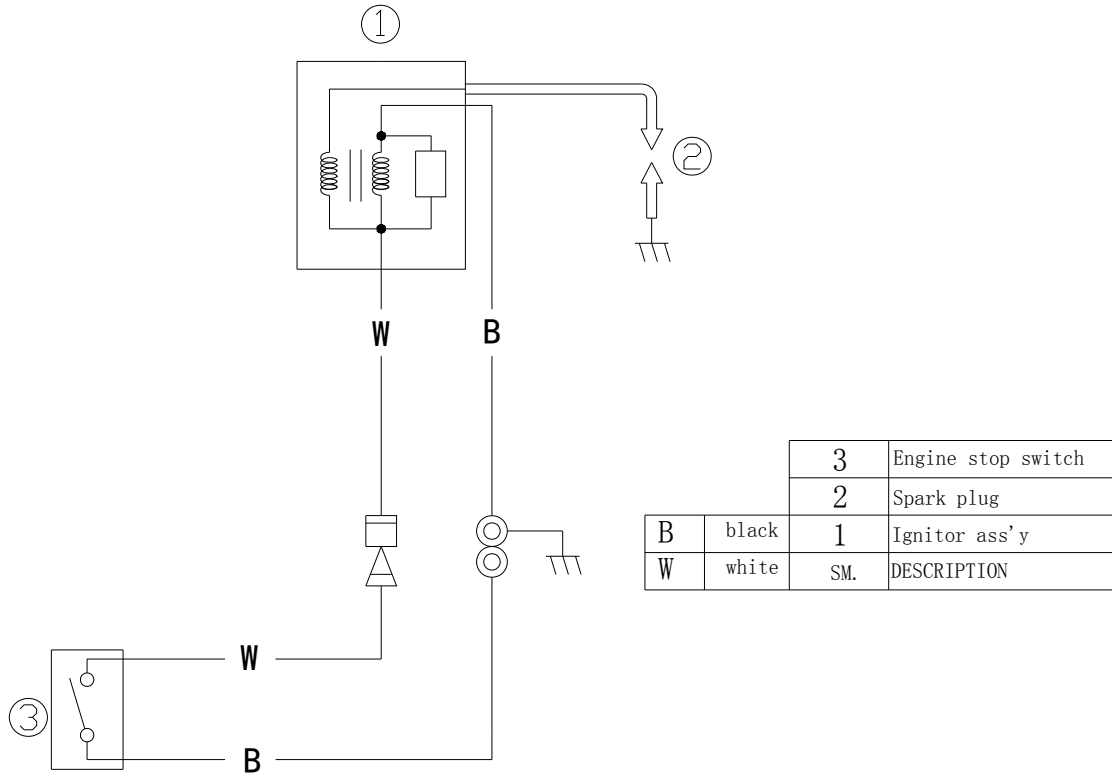 1
2
W
B
3 Engine stop switch
2 Spark plug
B black 1 Ignitor ass'y
W white SM. DESCRIPTION
W
3
B